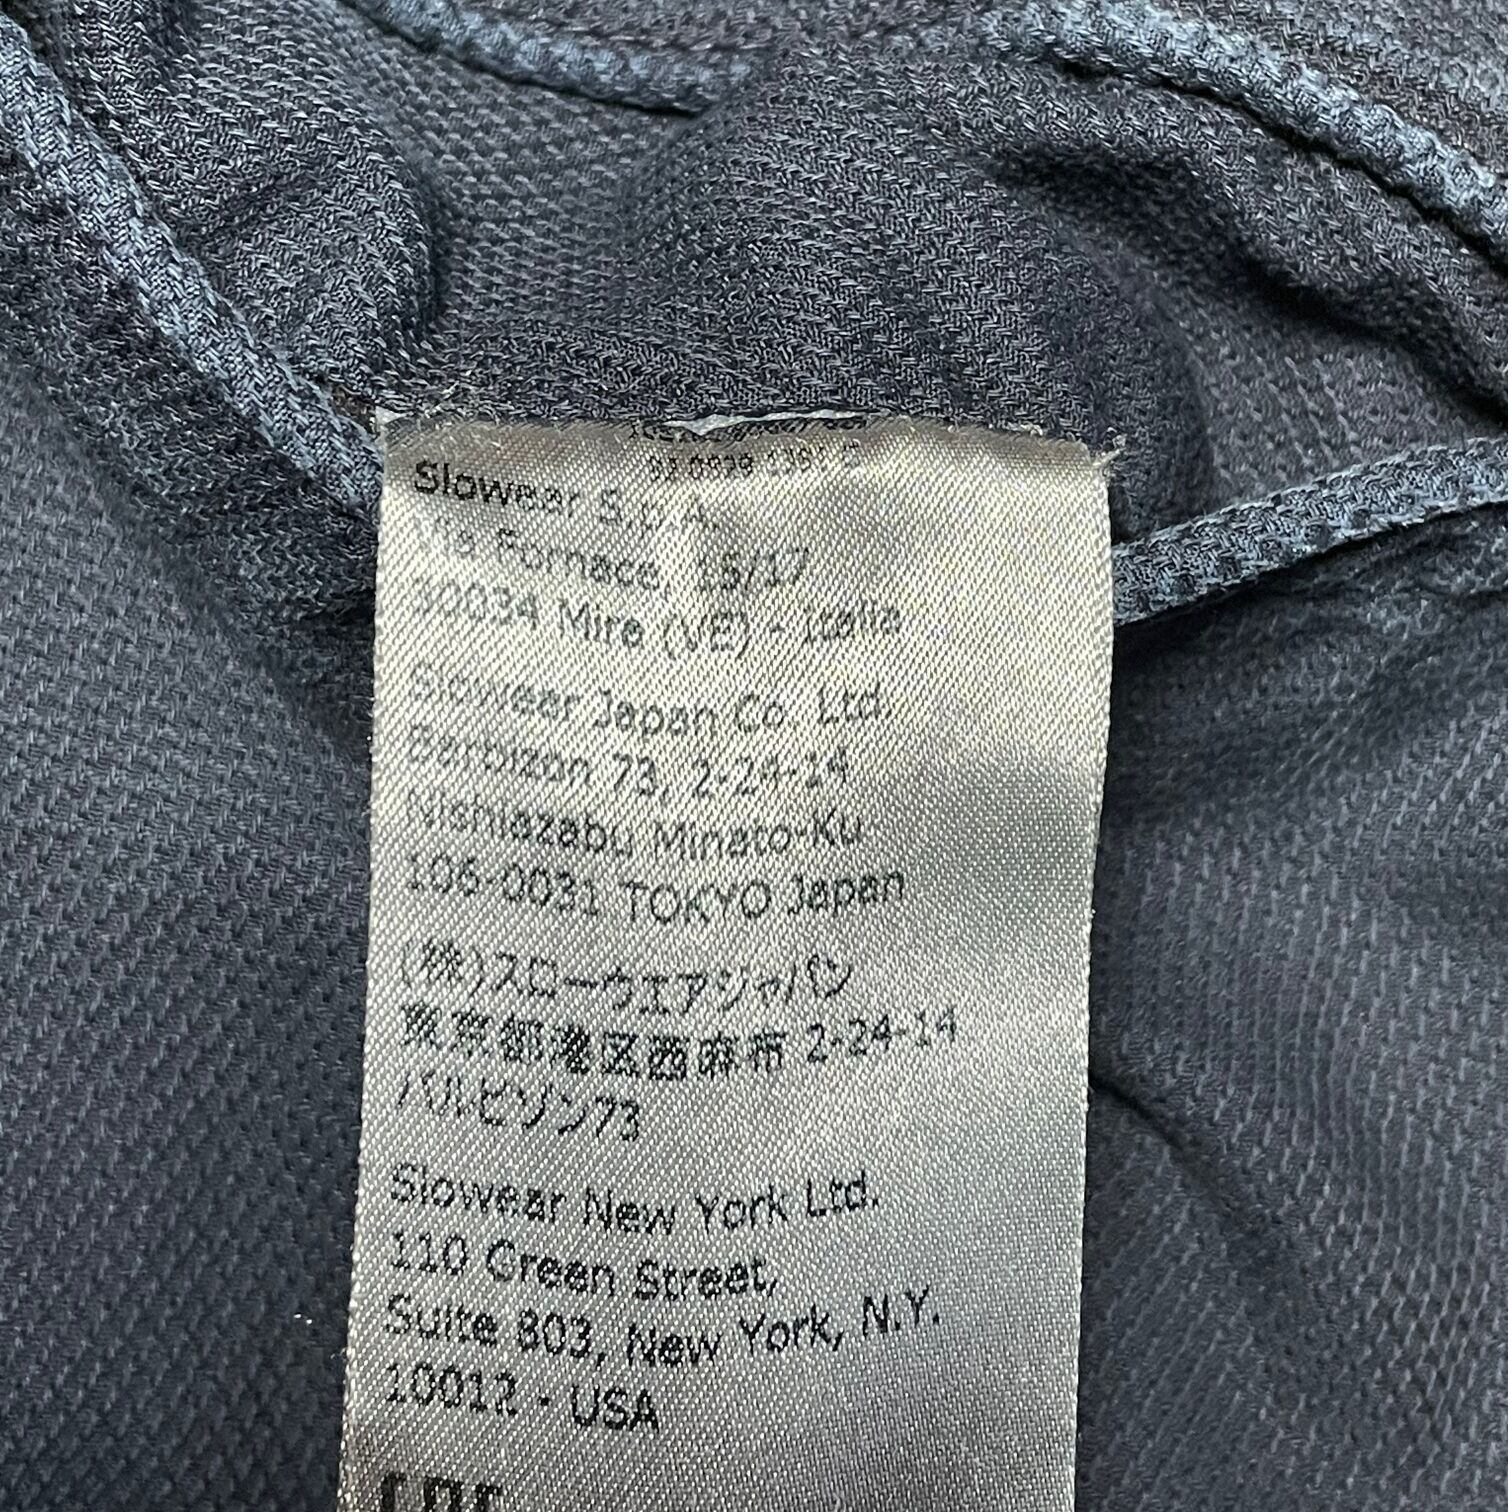 Slowear S.p.A.
Via Fornace, 15/17
30034 Mira (VE) - Italia
Slowear Japan Co. Ltd.
Barbizon 73, 2-24-14
Nishiazabu Minato-Ku
106-0031 TOKYO Japan
(株)スローウエアジャパン
東京都港区西麻布 2-24-14
バルビゾン73
Slowear New York Ltd.
110 Green Street,
Suite 803, New York, N.Y.
10012 - USA